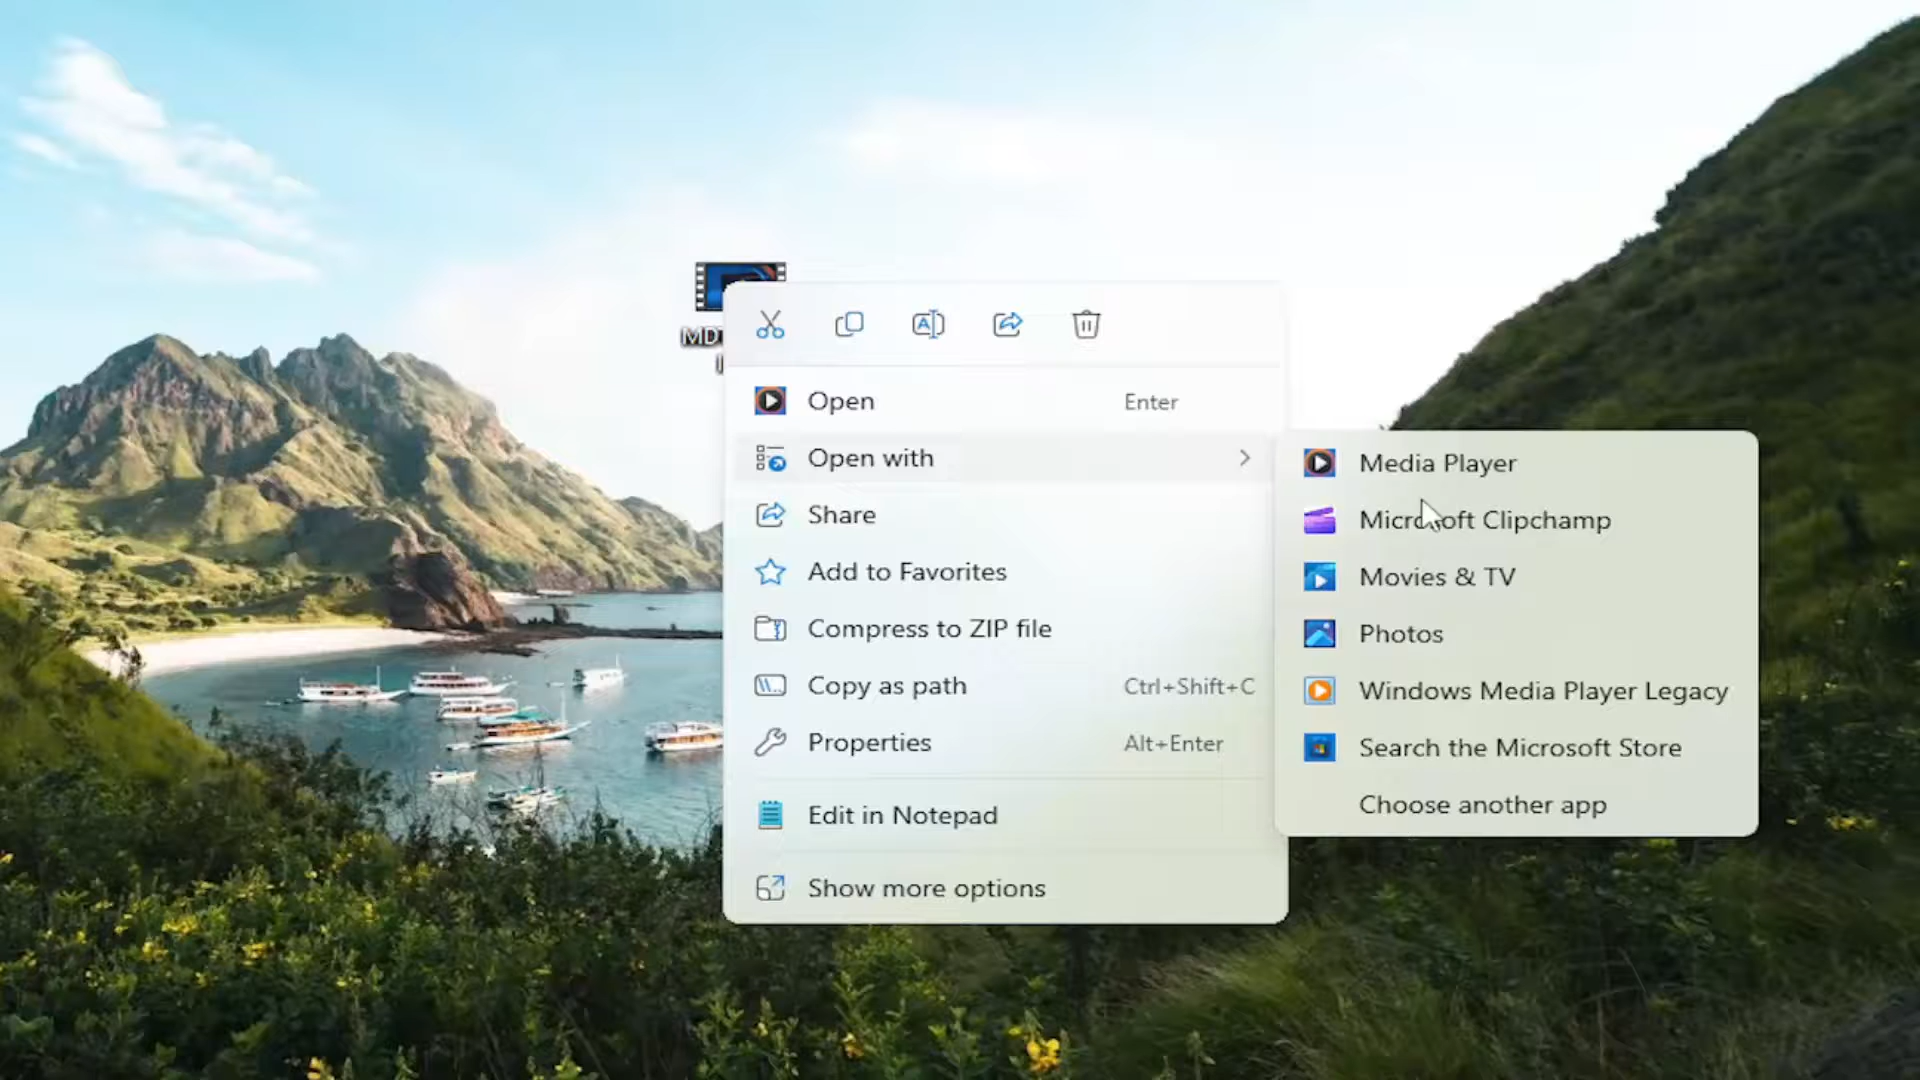 MD
Open Enter
Open with
Share
Add to Favorites
Compress to ZIP file
Copy as path Ctrl+Shift+C
Properties Alt+Enter
Edit in Notepad
Show more options
Media Player
Microsoft Clipchamp
Movies & TV
Photos
Windows Media Player Legacy
Search the Microsoft Store
Choose another app